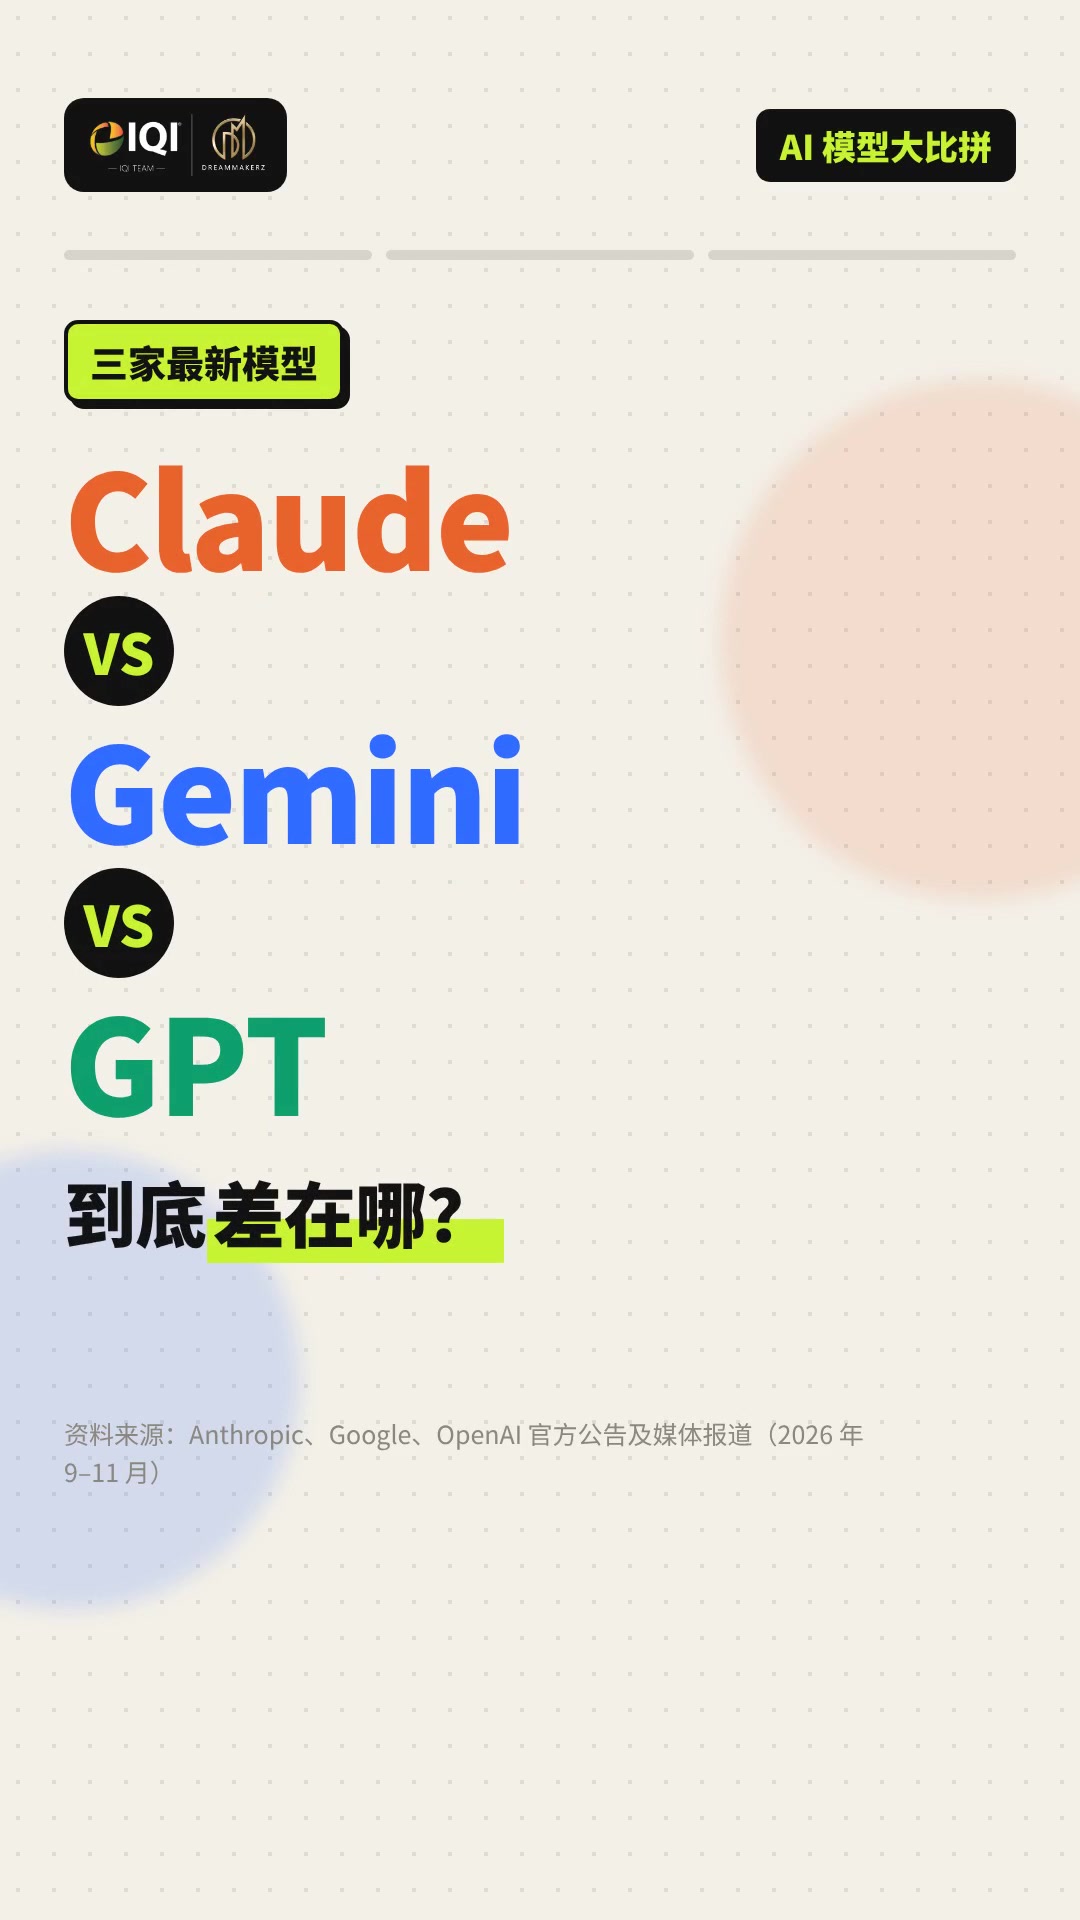 IQI
— IQI TEAM —
DREAMMAKERZ
AI 模型大比拼
三家最新模型
Claude
VS
Gemini
VS
GPT
到底差在哪？
资料来源：Anthropic、Google、OpenAI 官方公告及媒体报道（2026 年
9–11 月）